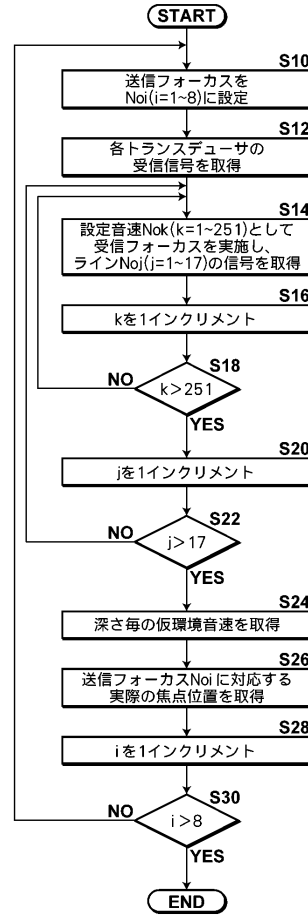 START
S10
送信フォーカスを
Noi(i=1~8)に設定
S12
各トランスデューサの
受信信号を取得
S14
設定音速Nok(k=1~251)として
受信フォーカスを実施し、
ラインNoj(j=1~17)の信号を取得
S16
kを1インクリメント
S18
NO
k>251
YES
S20
jを1インクリメント
S22
NO
j>17
YES
S24
深さ毎の仮環境音速を取得
S26
送信フォーカスNoiに対応する
実際の焦点位置を取得
S28
iを1インクリメント
S30
NO
i>8
YES
END